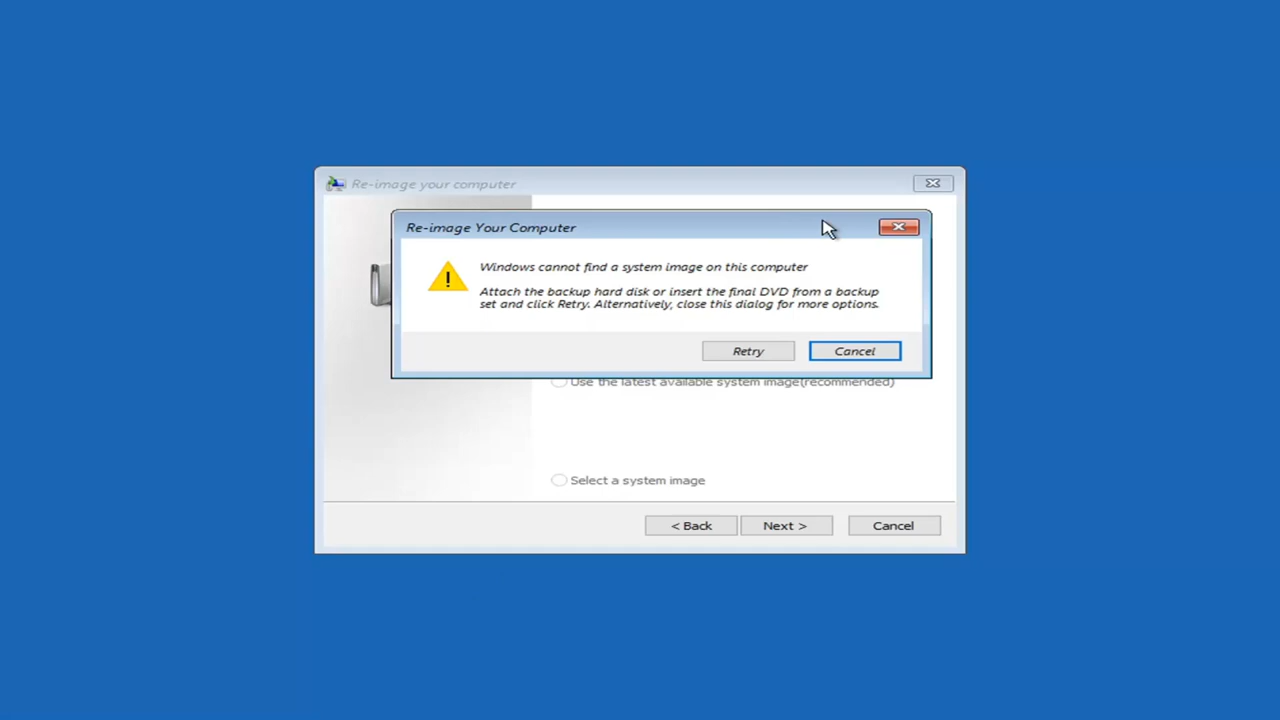 Re-image your computer
Re-image Your Computer
Windows cannot find a system image on this computer
Attach the backup hard disk or insert the final DVD from a backup
set and click Retry. Alternatively, close this dialog for more options.
Retry
Cancel
Use the latest available system image(recommended)
Select a system image
< Back
Next >
Cancel